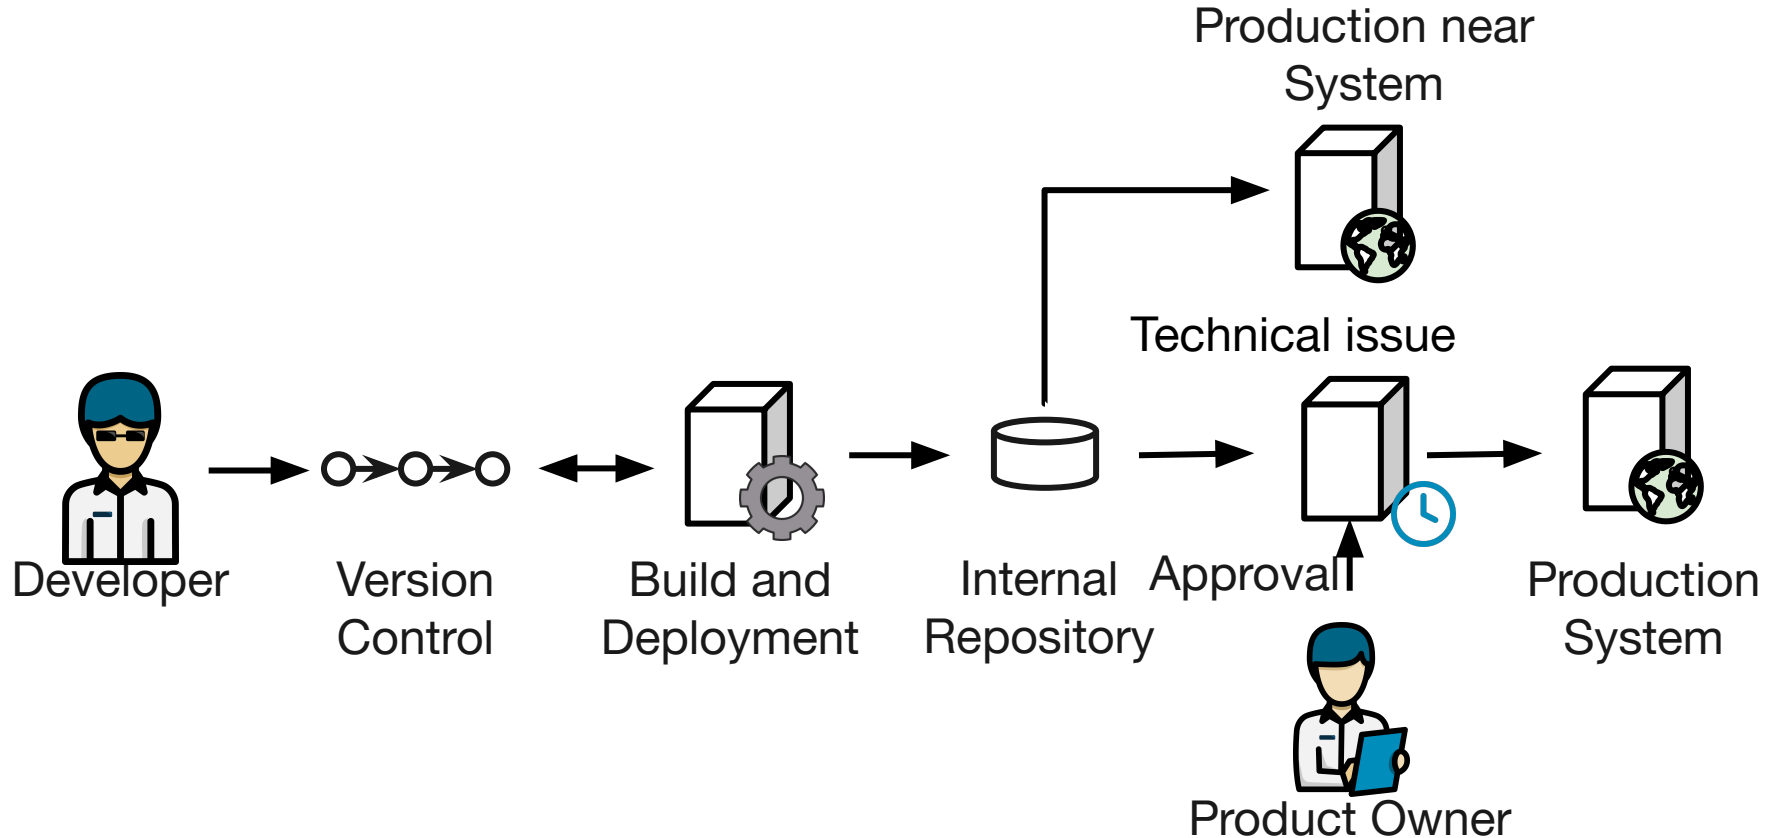 Production near
System
Technical issue
Developer
Version
Control
Build and
Deployment
Internal
Repository
Approval
Production
System
Product Owner